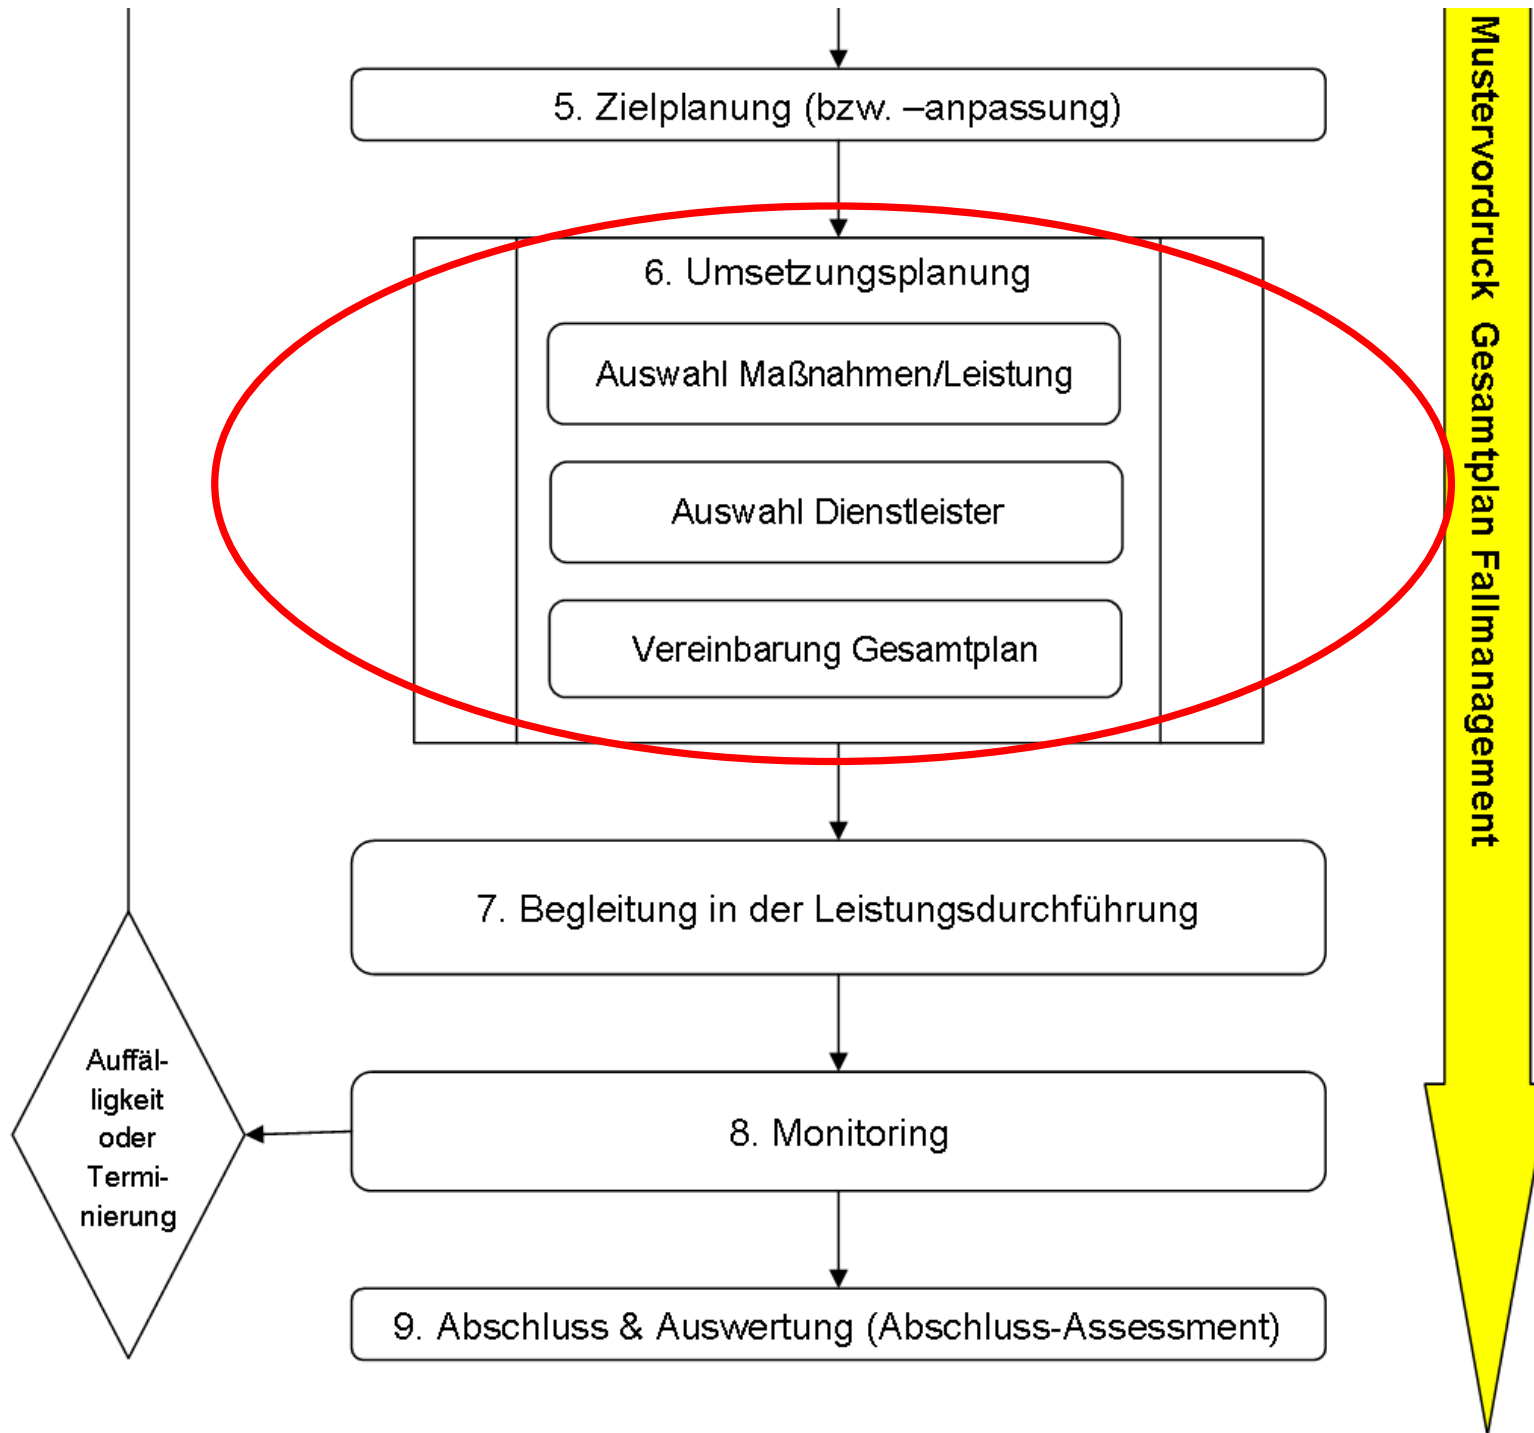 5. Zielplanung (bzw. –anpassung)
6. Umsetzungsplanung
Auswahl Maßnahmen/Leistung
Auswahl Dienstleister
Vereinbarung Gesamtplan
7. Begleitung in der Leistungsdurchführung
Auffäl-
ligkeit
oder
Termi-
nierung
8. Monitoring
9. Abschluss & Auswertung (Abschluss-Assessment)
Mustervordruck Gesamtplan Fallmanagement